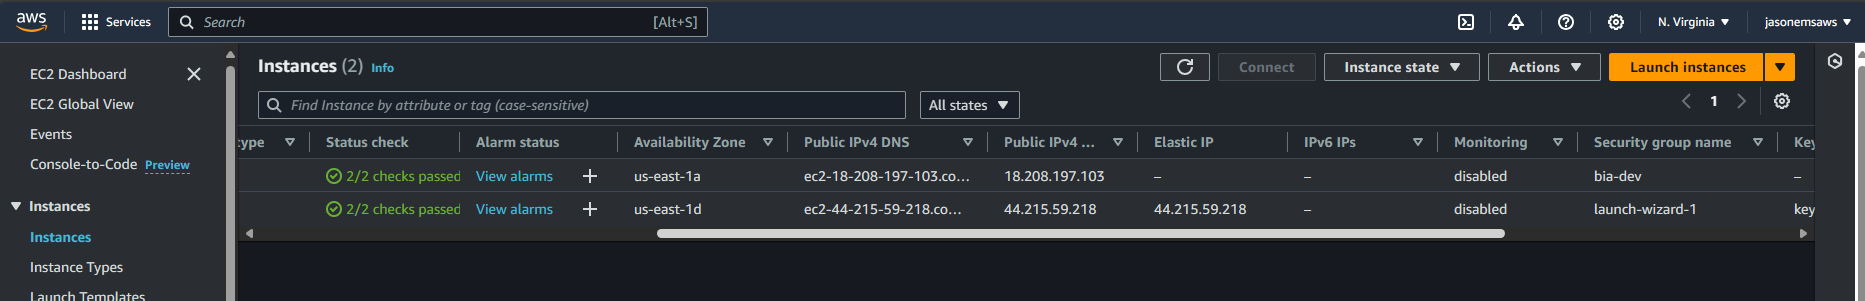 aws Services Search [Alt+S] N. Virginia jasonemsaws
EC2 Dashboard
EC2 Global View
Events
Console-to-Code Preview
Instances
Instances
Instance Types
Launch Templates
Instances (2) Info Connect Instance state Actions Launch instances
Find Instance by attribute or tag (case-sensitive) All states 1
type Status check Alarm status Availability Zone Public IPv4 DNS Public IPv4 ... Elastic IP IPv6 IPs Monitoring Security group name Key
2/2 checks passed View alarms + us-east-1a ec2-18-208-197-103.co... 18.208.197.103 – – disabled bia-dev –
2/2 checks passed View alarms + us-east-1d ec2-44-215-59-218.co... 44.215.59.218 44.215.59.218 – disabled launch-wizard-1 key